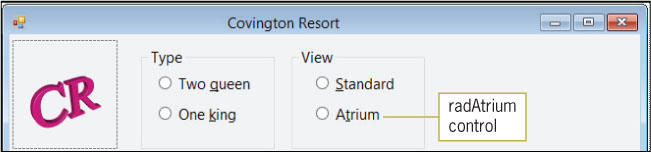 Covington Resort
CR
Type
Two queen
One king
View
Standard
Atrium
radAtrium
control